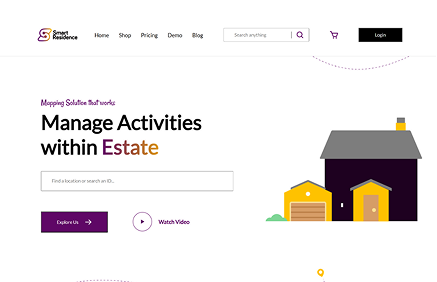 Smart
Residence
Home Shop Pricing Demo Blog
Search anything
Login
Mapping Solution that works
Manage Activities
within Estate
Find a location or search an ID...
Explore Us
Watch Video